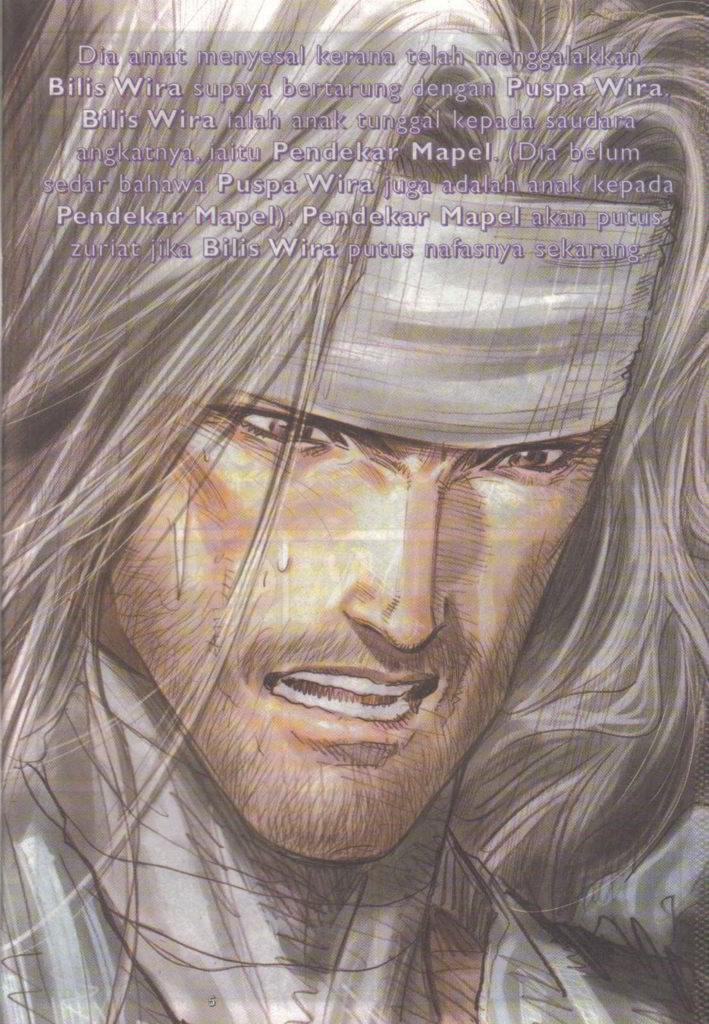 Dia amat menyesal kerana telah menggalakkan
Bilis Wira supaya bertarung dengan Puspa Wira.
Bilis Wira ialah anak tunggal kepada saudara
angkatnya, iaitu Pendekar Mapel. (Dia belum
sedar bahawa Puspa Wira juga adalah anak kepada
Pendekar Mapel). Pendekar Mapel akan putus
zuriat jika Bilis Wira putus nafasnya sekarang.
5